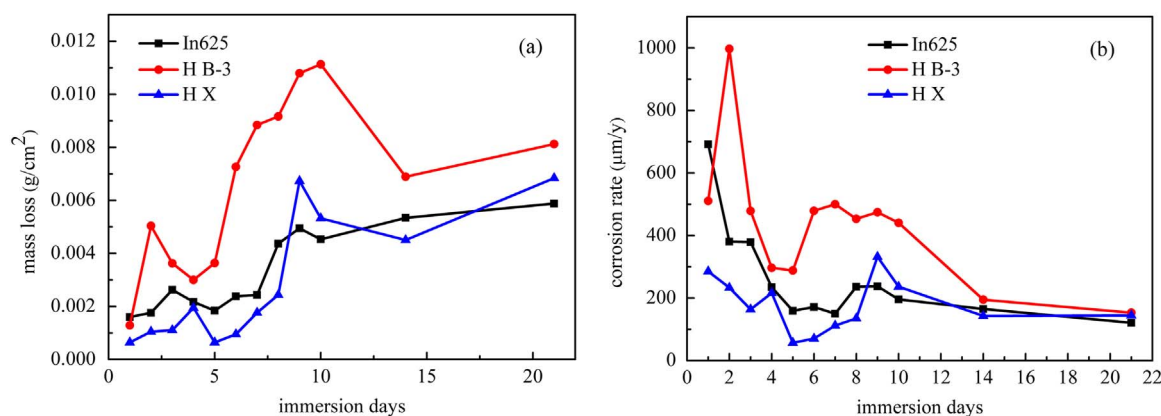 0.012
0.010
0.008
0.006
0.004
0.002
0.000
mass loss (g/cm²)
In625
H B-3
H X
(a)
0 5 10 15 20
immersion days
1000
800
600
400
200
0
corrosion rate (μm/y)
In625
H B-3
H X
(b)
0 2 4 6 8 10 12 14 16 18 20 22
immersion days